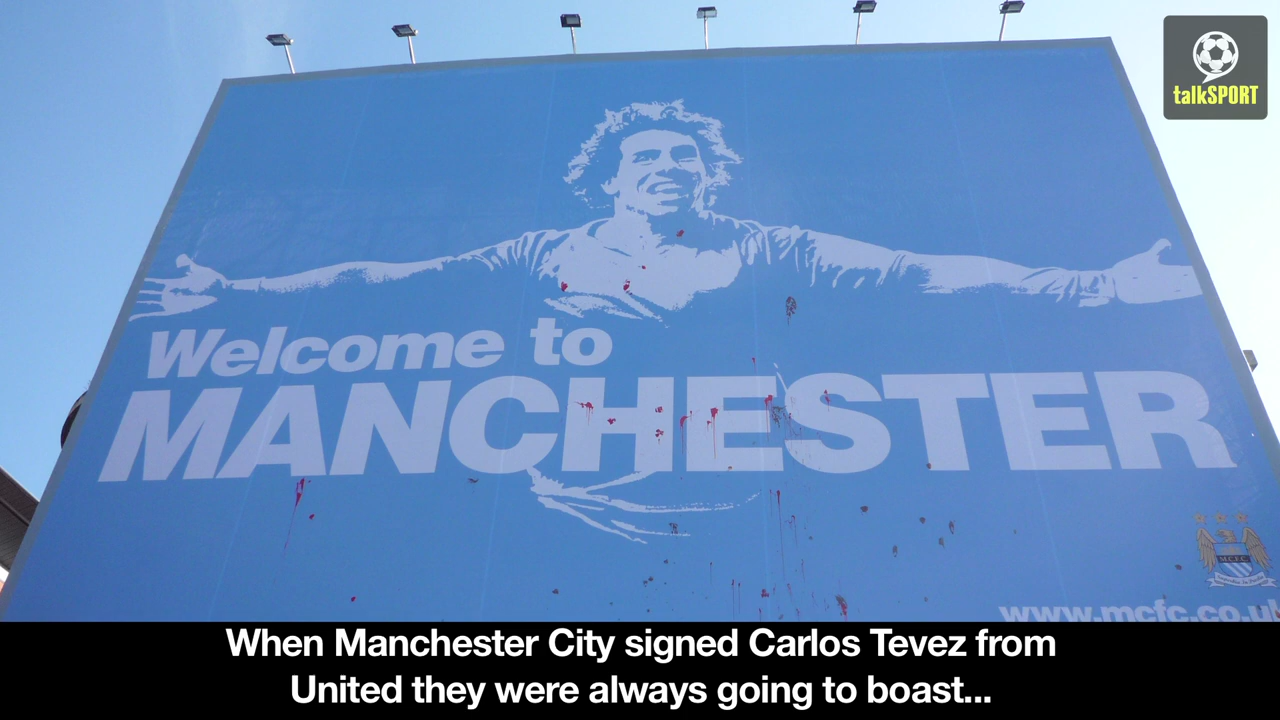 talkSPORT
Welcome to
MANCHESTER
M.C.F.C.
www.mcfc.co.uk
When Manchester City signed Carlos Tevez from
United they were always going to boast...